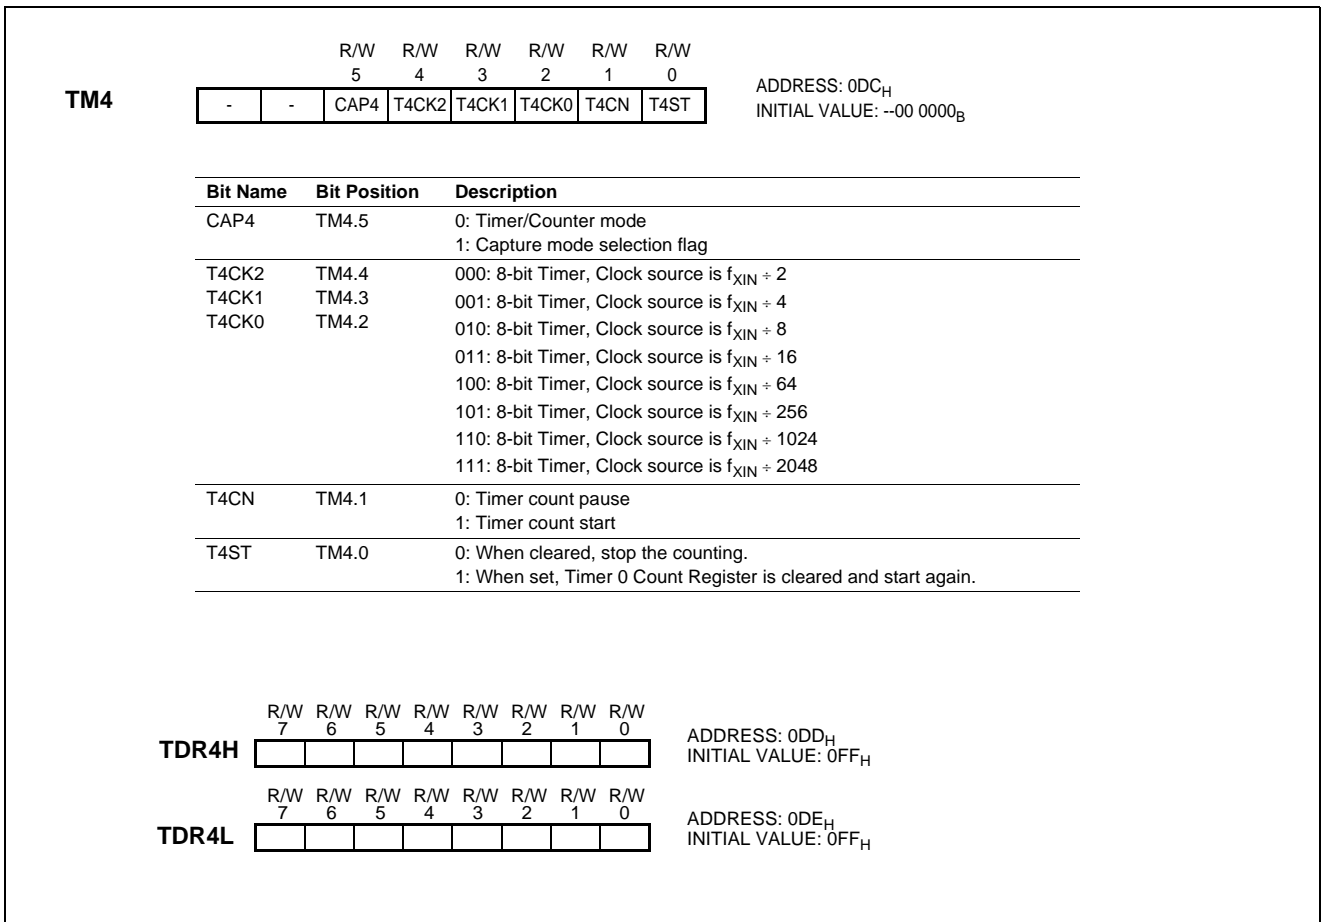 R/W R/W R/W R/W R/W R/W
5 4 3 2 1 0
TM4 - - CAP4 T4CK2 T4CK1 T4CK0 T4CN T4ST
ADDRESS: 0DCH
INITIAL VALUE: --00 0000B
Bit Name Bit Position Description
CAP4 TM4.5 0: Timer/Counter mode
1: Capture mode selection flag
T4CK2 TM4.4 000: 8-bit Timer, Clock source is fXIN ÷ 2
T4CK1 TM4.3 001: 8-bit Timer, Clock source is fXIN ÷ 4
T4CK0 TM4.2 010: 8-bit Timer, Clock source is fXIN ÷ 8
011: 8-bit Timer, Clock source is fXIN ÷ 16
100: 8-bit Timer, Clock source is fXIN ÷ 64
101: 8-bit Timer, Clock source is fXIN ÷ 256
110: 8-bit Timer, Clock source is fXIN ÷ 1024
111: 8-bit Timer, Clock source is fXIN ÷ 2048
T4CN TM4.1 0: Timer count pause
1: Timer count start
T4ST TM4.0 0: When cleared, stop the counting.
1: When set, Timer 0 Count Register is cleared and start again.
R/W R/W R/W R/W R/W R/W R/W R/W
7 6 5 4 3 2 1 0
TDR4H
ADDRESS: 0DDH
INITIAL VALUE: 0FFH
R/W R/W R/W R/W R/W R/W R/W R/W
7 6 5 4 3 2 1 0
TDR4L
ADDRESS: 0DEH
INITIAL VALUE: 0FFH